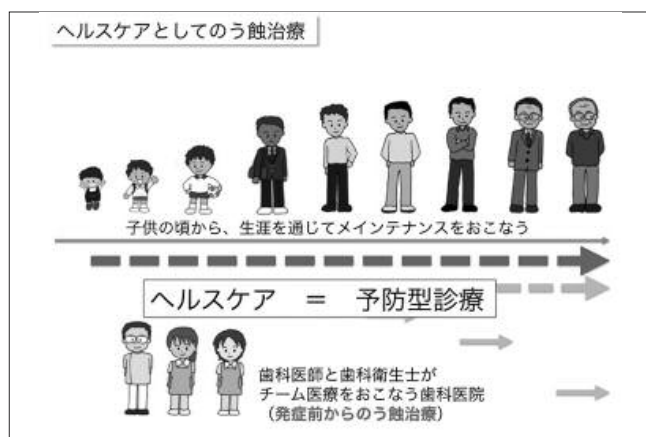 ヘルスケアとしてのう蝕治療
子供の頃から、生涯を通じてメインテナンスをおこなう
ヘルスケア ＝ 予防型診療
歯科医師と歯科衛生士が
チーム医療をおこなう歯科医院
（発症前からのう蝕治療）